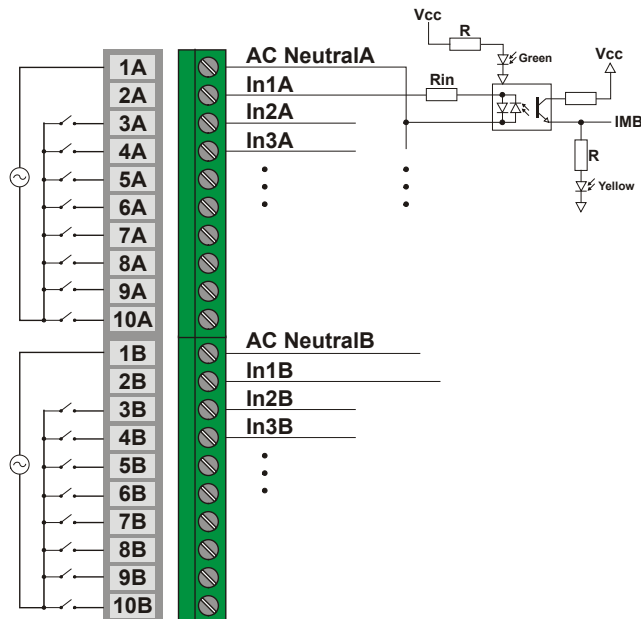 1A
2A
3A
4A
5A
6A
7A
8A
9A
10A
1B
2B
3B
4B
5B
6B
7B
8B
9B
10B
AC NeutralA
In1A
In2A
In3A
AC NeutralB
In1B
In2B
In3B
Vcc
R
Green
Vcc
Rin
IMB
R
Yellow